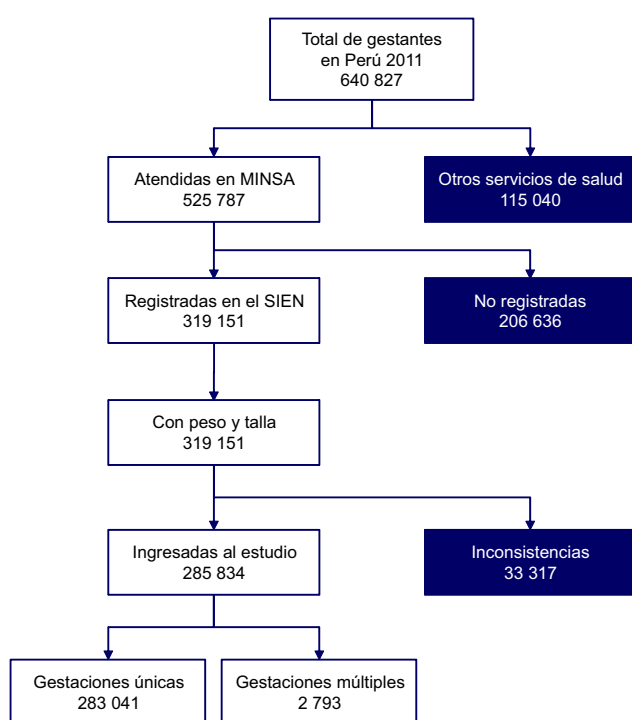 Total de gestantes
en Perú 2011
640 827
Atendidas en MINSA
525 787
Otros servicios de salud
115 040
Registradas en el SIEN
319 151
No registradas
206 636
Con peso y talla
319 151
Ingresadas al estudio
285 834
Inconsistencias
33 317
Gestaciones únicas
283 041
Gestaciones múltiples
2 793